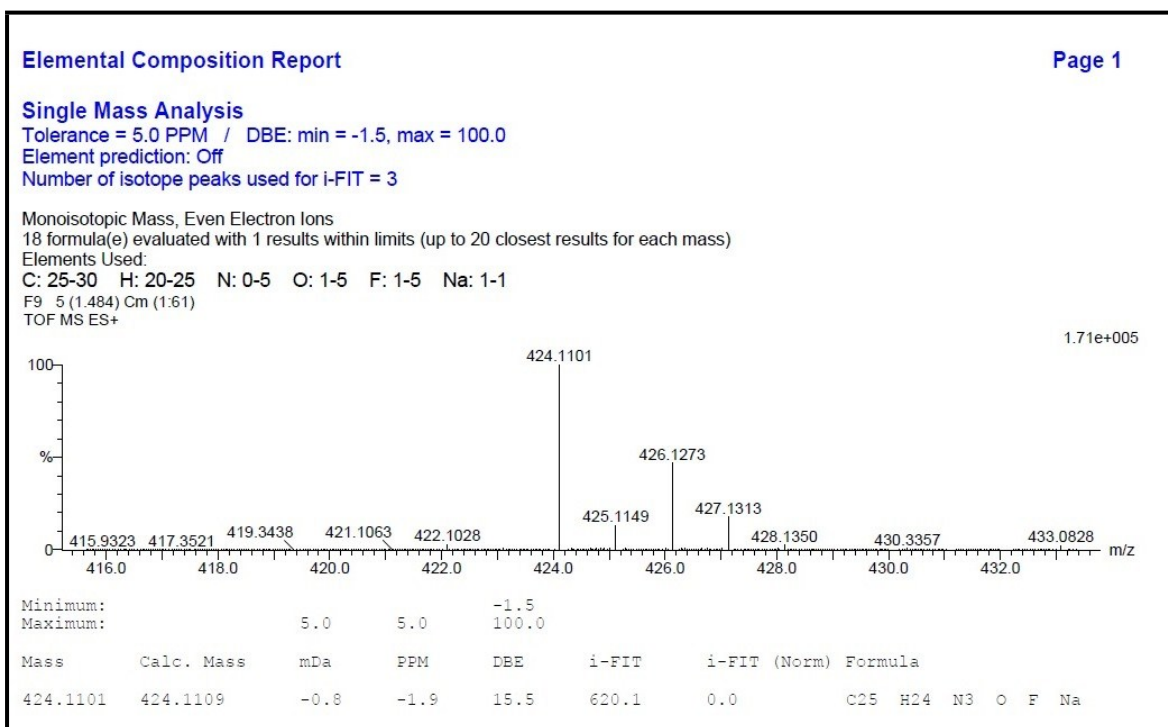 Elemental Composition Report Page 1
Single Mass Analysis
Tolerance = 5.0 PPM / DBE: min = -1.5, max = 100.0
Element prediction: Off
Number of isotope peaks used for i-FIT = 3
Monoisotopic Mass, Even Electron Ions
18 formula(e) evaluated with 1 results within limits (up to 20 closest results for each mass)
Elements Used:
C: 25-30 H: 20-25 N: 0-5 O: 1-5 F: 1-5 Na: 1-1
F9 5 (1.484) Cm (1:61)
TOF MS ES+
1.71e+005
100
424.1101
%
426.1273
425.1149
427.1313
415.9323 417.3521 419.3438 421.1063 422.1028 428.1350 430.3357 433.0828
0
m/z
416.0 418.0 420.0 422.0 424.0 426.0 428.0 430.0 432.0
Minimum: -1.5
Maximum: 5.0 5.0 100.0
Mass Calc. Mass mDa PPM DBE i-FIT i-FIT (Norm) Formula
424.1101 424.1109 -0.8 -1.9 15.5 620.1 0.0 C25 H24 N3 O F Na